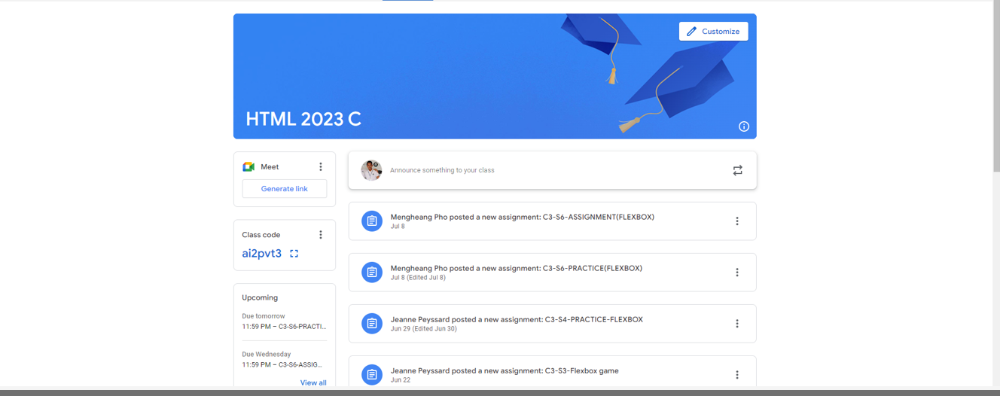 Customize
HTML 2023 C
Meet
Generate link
Class code
ai2pvt3
Upcoming
Due tomorrow
11:59 PM – C3-S6-PRACTI...
Due Wednesday
11:59 PM – C3-S6-ASSIG...
View all
Announce something to your class
Mengheang Pho posted a new assignment: C3-S6-ASSIGNMENT(FLEXBOX)
Jul 8
Mengheang Pho posted a new assignment: C3-S6-PRACTICE(FLEXBOX)
Jul 8 (Edited Jul 8)
Jeanne Peyssard posted a new assignment: C3-S4-PRACTICE-FLEXBOX
Jun 29 (Edited Jun 30)
Jeanne Peyssard posted a new assignment: C3-S3-Flexbox game
Jun 22